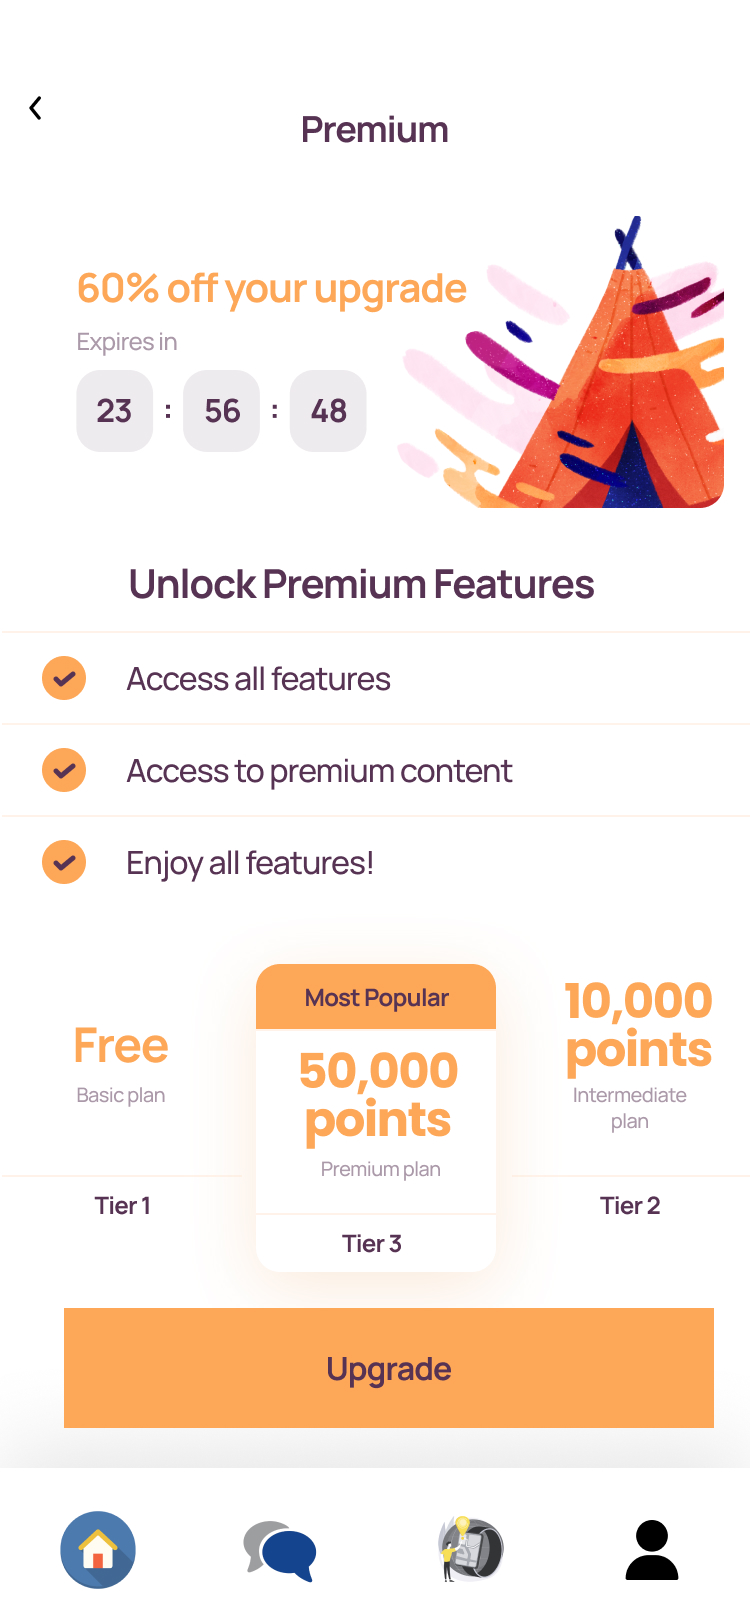 Premium
60% off your upgrade
Expires in
23 : 56 : 48
Unlock Premium Features
Access all features
Access to premium content
Enjoy all features!
Free
Basic plan
Tier 1
Most Popular
50,000
points
Premium plan
Tier 3
10,000
points
Intermediate
plan
Tier 2
Upgrade